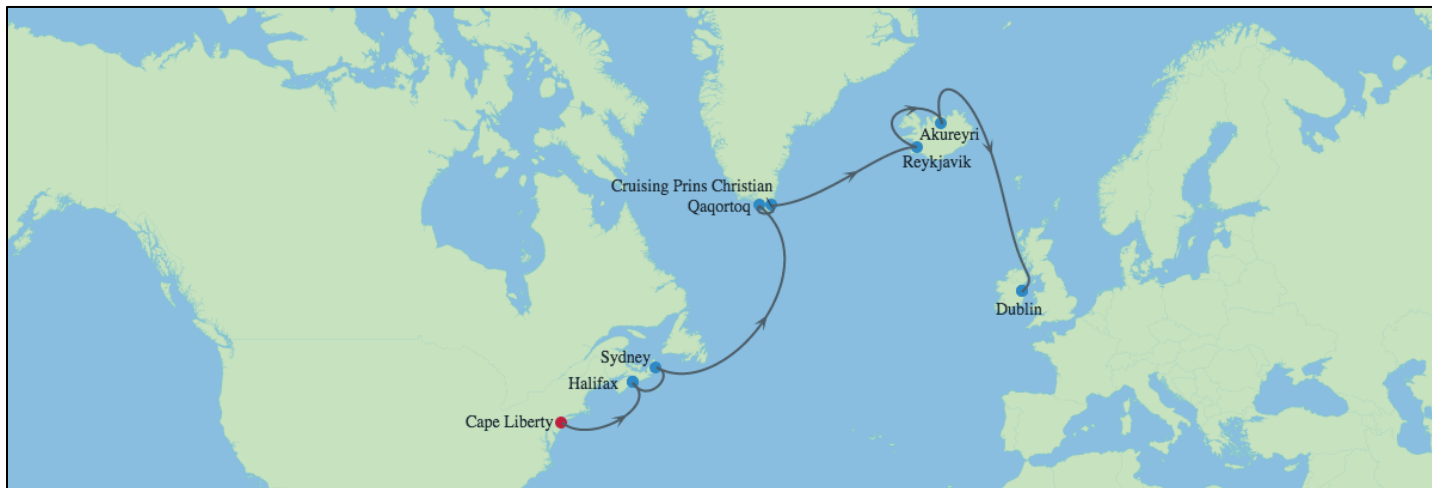 Akureyri
Reykjavik
Cruising Prins Christian
Qaqortoq
Dublin
Sydney
Halifax
Cape Liberty